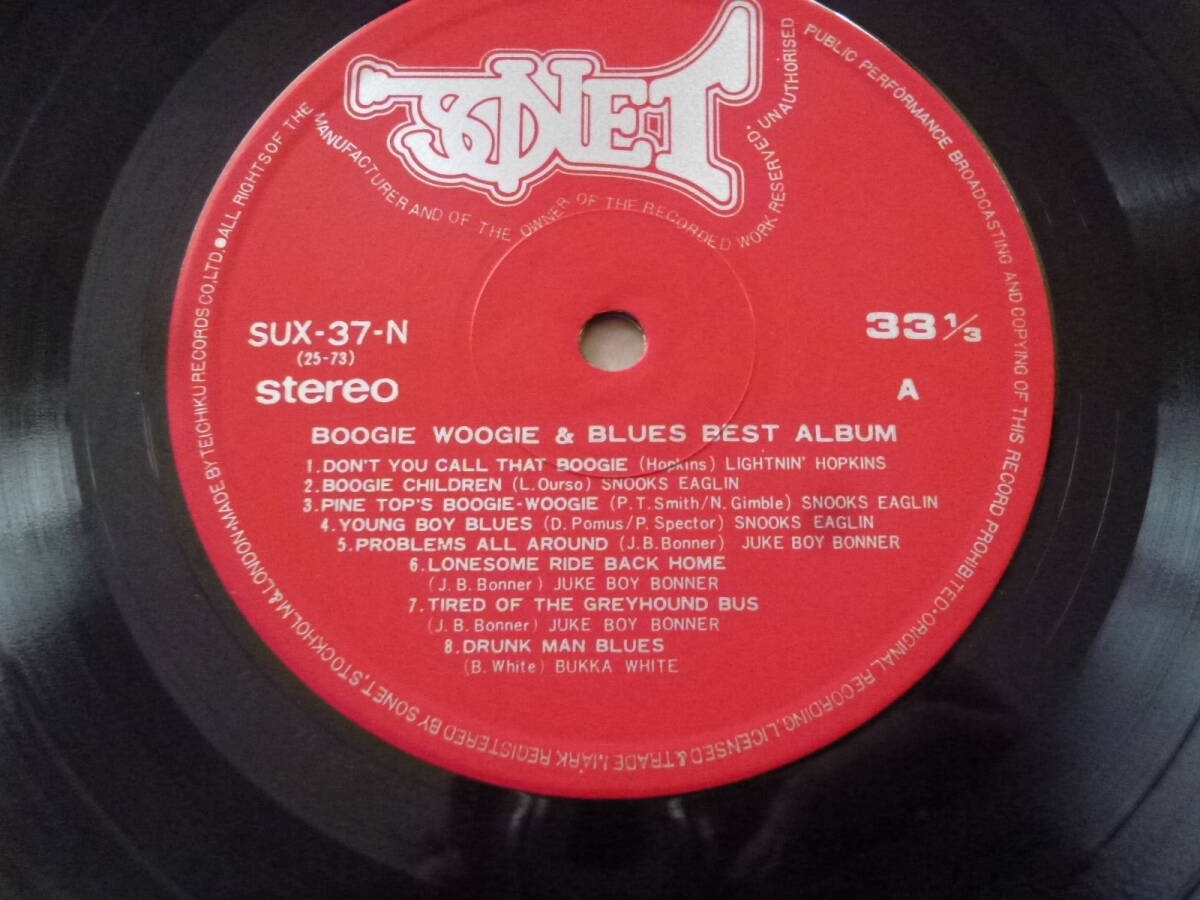 SONET
SUX-37-N
(25-73)
stereo
33 1/3
A
BOOGIE WOOGIE & BLUES BEST ALBUM
1. DON'T YOU CALL THAT BOOGIE (Hopkins) LIGHTNIN' HOPKINS
2. BOOGIE CHILDREN (L. Ourso) SNOOKS EAGLIN
3. PINE TOP'S BOOGIE-WOOGIE (P. T. Smith/N. Gimble) SNOOKS EAGLIN
4. YOUNG BOY BLUES (D. Pomus/P. Spector) SNOOKS EAGLIN
5. PROBLEMS ALL AROUND (J. B. Bonner) JUKE BOY BONNER
6. LONESOME RIDE BACK HOME
(J. B. Bonner) JUKE BOY BONNER
7. TIRED OF THE GREYHOUND BUS
(J. B. Bonner) JUKE BOY BONNER
8. DRUNK MAN BLUES
(B. White) BUKKA WHITE
•ALL RIGHTS OF THE MANUFACTURER AND OF THE OWNER OF THE RECORDED WORK RESERVED. UNAUTHORISED PUBLIC PERFORMANCE BROADCASTING AND COPYING OF THIS RECORD PROHIBITED • ORIGINAL RECORDING, LICENSED & TRADE MARK REGISTERED BY SONET, STOCKHOLM & LONDON • MADE BY TEICHIKU RECORDS CO., LTD.